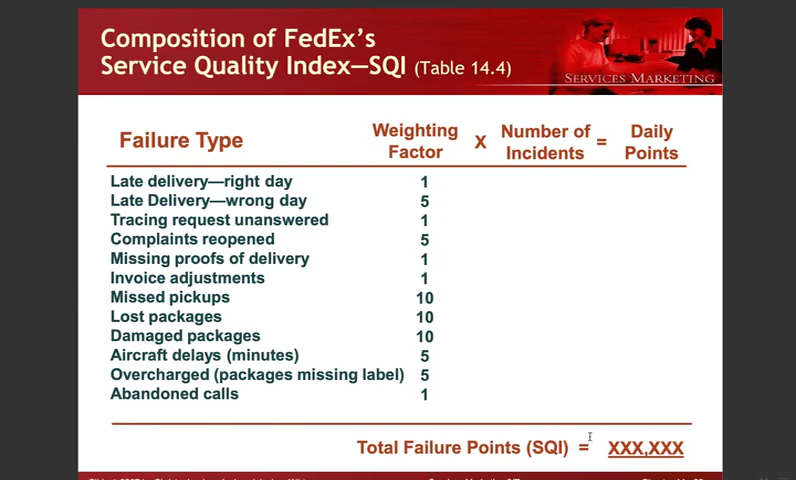 Composition of FedEx's
Service Quality Index—SQI (Table 14.4)
SERVICES MARKETING
Failure Type Weighting Factor X Number of Incidents = Daily Points
Late delivery—right day 1
Late Delivery—wrong day 5
Tracing request unanswered 1
Complaints reopened 5
Missing proofs of delivery 1
Invoice adjustments 1
Missed pickups 10
Lost packages 10
Damaged packages 10
Aircraft delays (minutes) 5
Overcharged (packages missing label) 5
Abandoned calls 1
Total Failure Points (SQI) = XXX,XXX